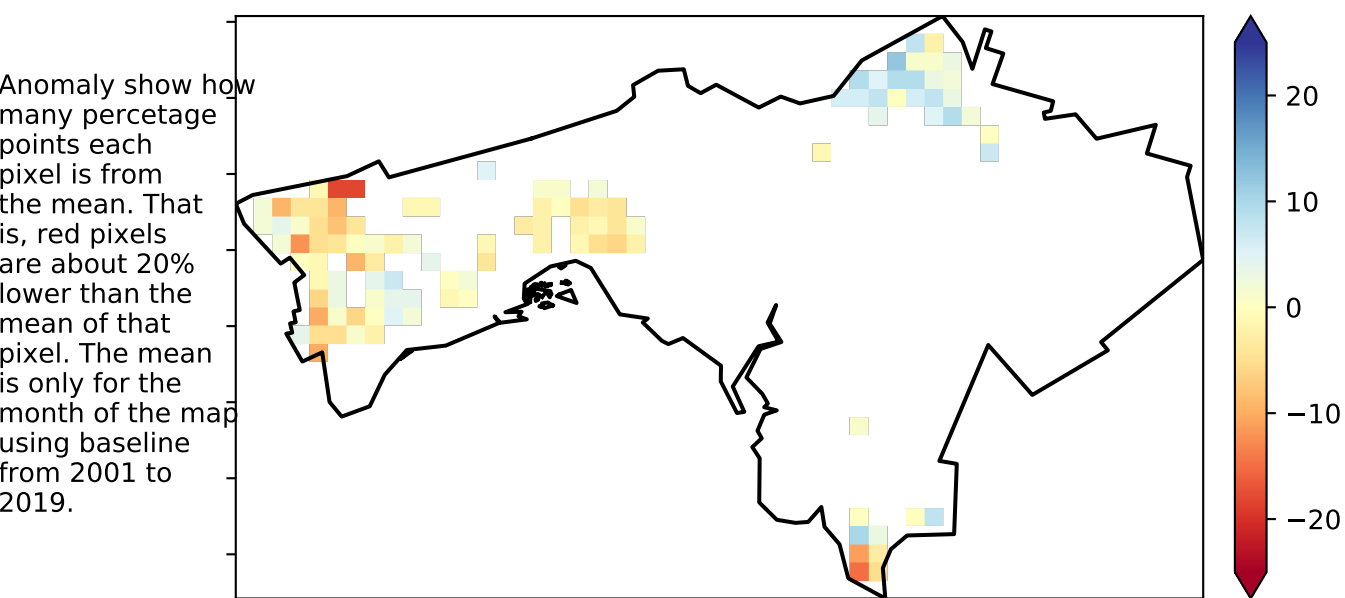 Anomaly show how
many percetage
points each
pixel is from
the mean. That
is, red pixels
are about 20%
lower than the
mean of that
pixel. The mean
is only for the
month of the map
using baseline
from 2001 to
2019.
20
10
0
−10
−20